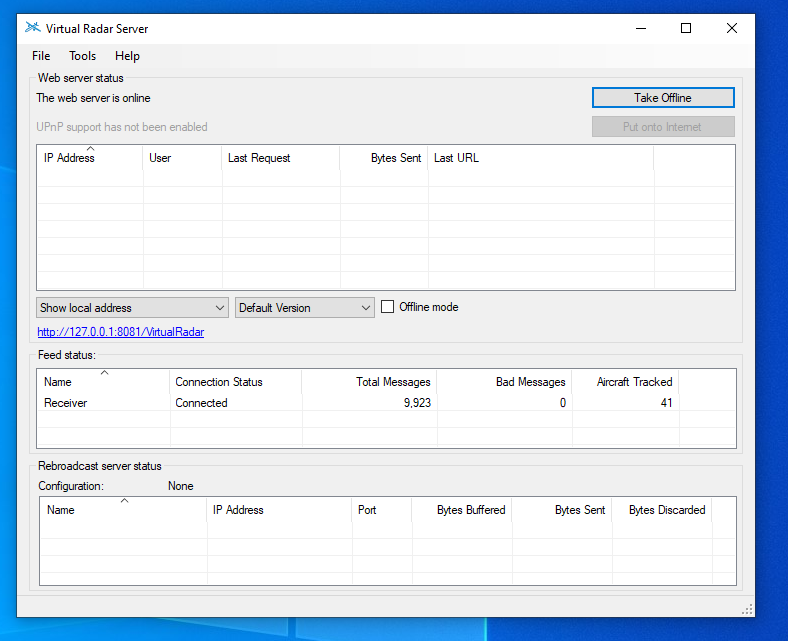 Virtual Radar Server
File Tools Help
Web server status
The web server is online
Take Offline
UPnP support has not been enabled
Put onto Internet
IP Address User Last Request Bytes Sent Last URL
Show local address Default Version Offline mode
http://127.0.0.1:8081/VirtualRadar
Feed status:
Name Connection Status Total Messages Bad Messages Aircraft Tracked
Receiver Connected 9,923 0 41
Rebroadcast server status
Configuration: None
Name IP Address Port Bytes Buffered Bytes Sent Bytes Discarded